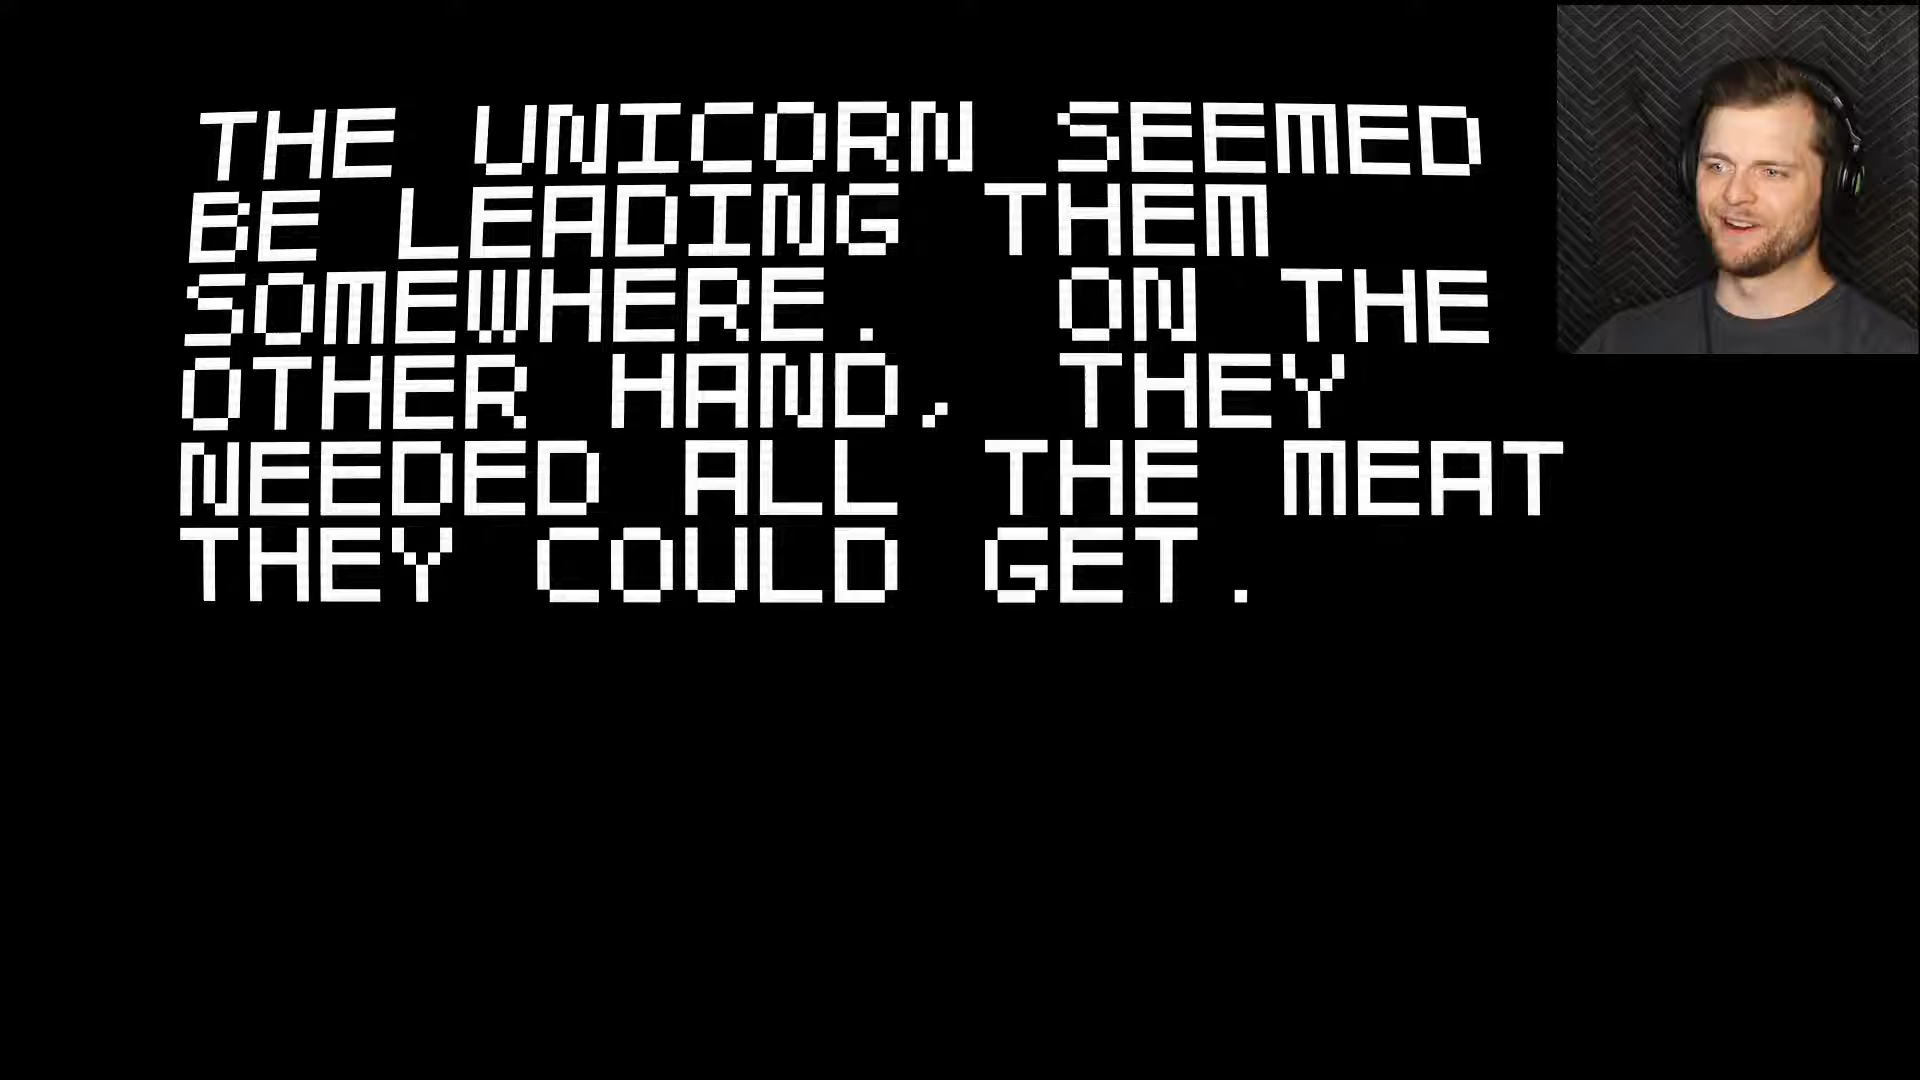 THE UNICORN SEEMED
BE LEADING THEM
SOMEWHERE. ON THE
OTHER HAND, THEY
NEEDED ALL THE MEAT
THEY COULD GET.